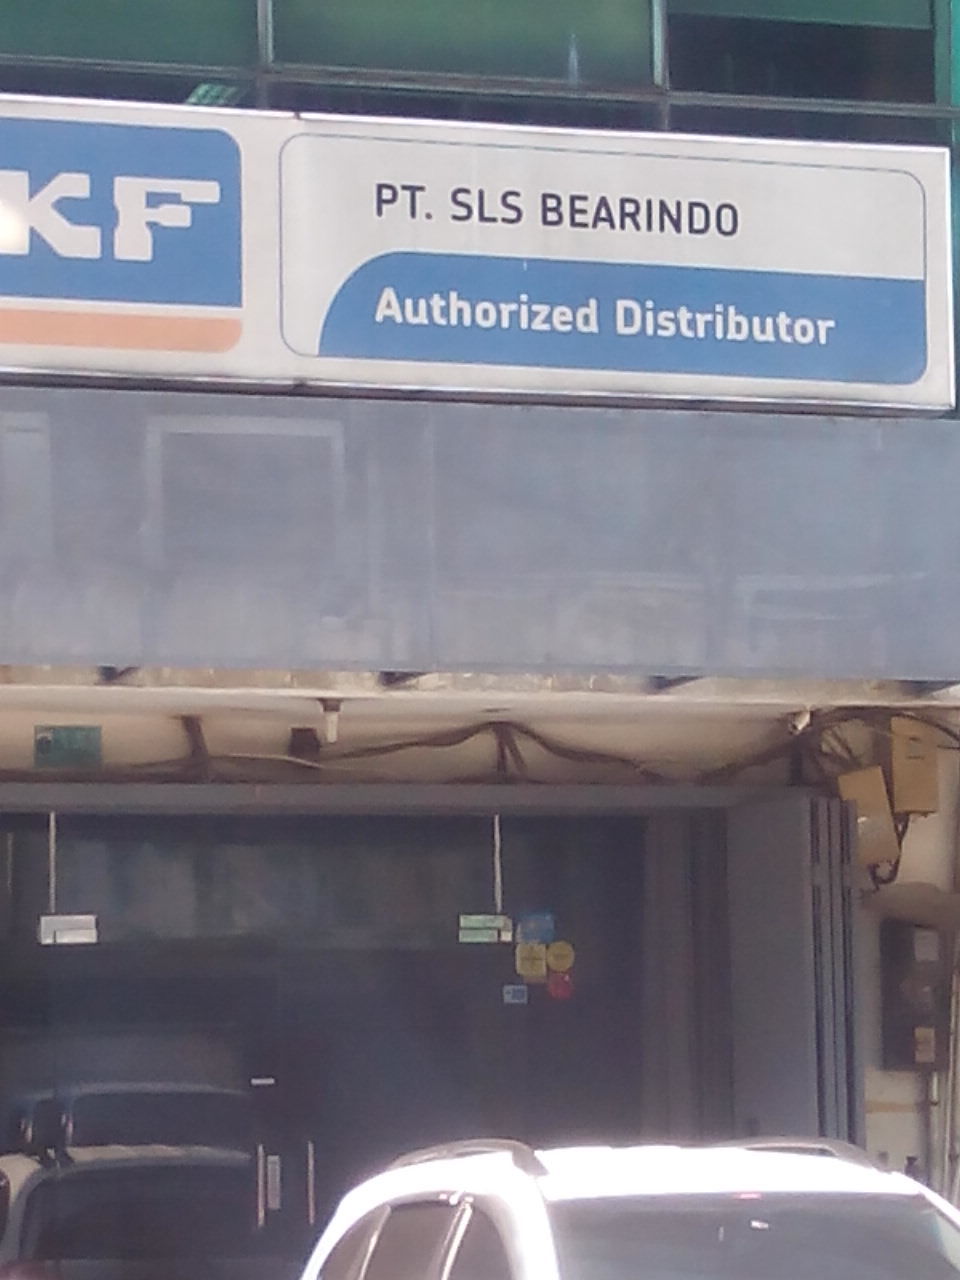 KF
PT. SLS BEARINDO
Authorized Distributor